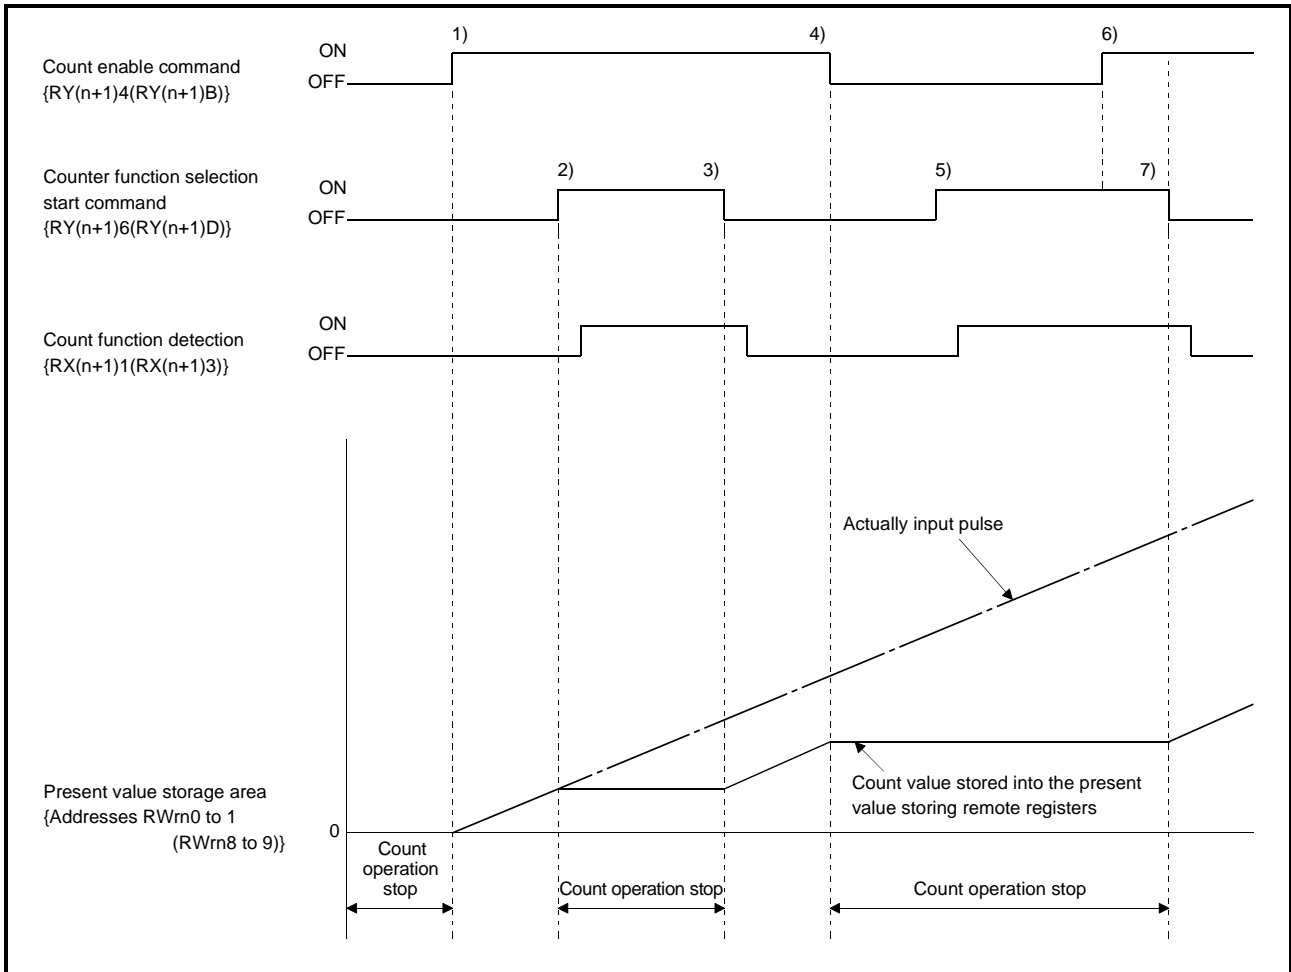 1)
4)
6)
ON
Count enable command
OFF
{RY(n+1)4(RY(n+1)B)}
2)
3)
5)
7)
Counter function selection
ON
start command
OFF
{RY(n+1)6(RY(n+1)D)}
ON
Count function detection
OFF
{RX(n+1)1(RX(n+1)3)}
Actually input pulse
Count value stored into the present
value storing remote registers
Present value storage area
{Addresses RWrn0 to 1
(RWrn8 to 9)}
0
Count
operation
stop
Count operation stop
Count operation stop